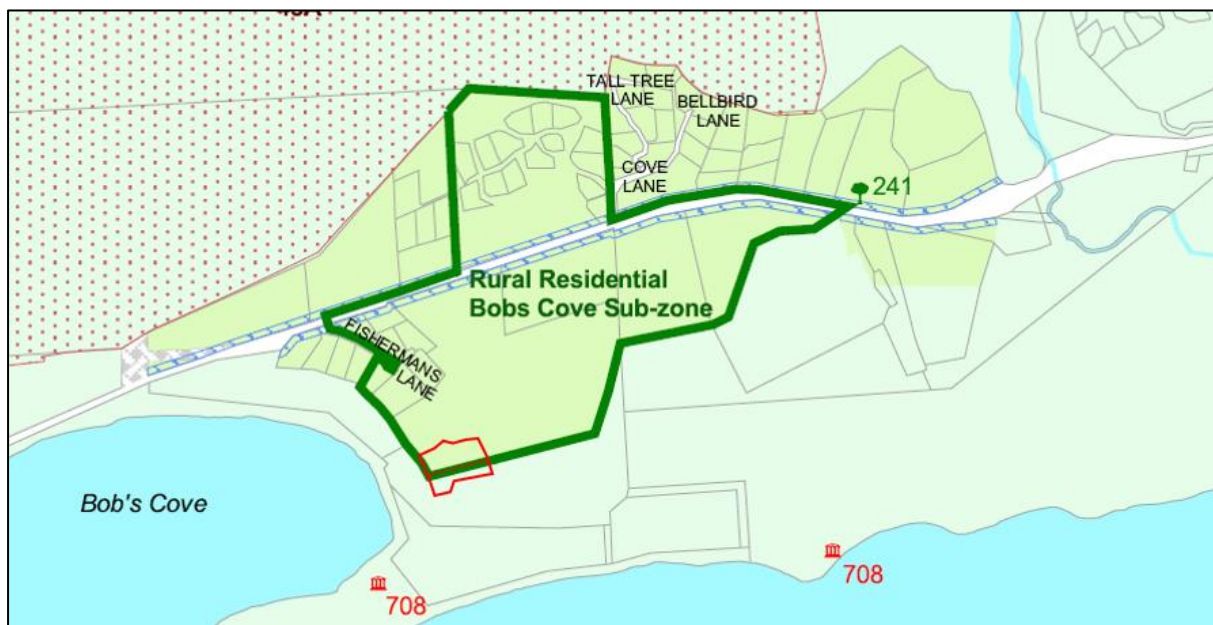 TALL TREE
LANE
BELLBIRD
LANE
COVE
LANE
241
Rural Residential
Bobs Cove Sub-zone
FISHERMANS
LANE
Bob's Cove
708
708